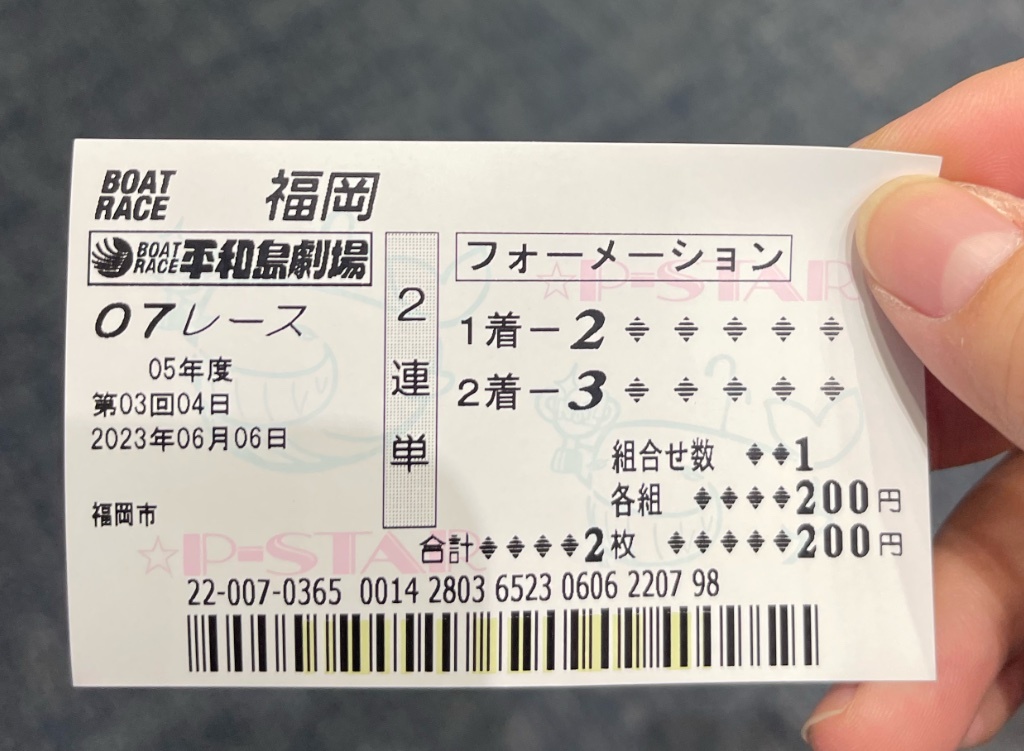 BOAT RACE 福岡
BOAT RACE 平和島劇場
07レース
05年度
第03回04日
2023年06月06日
福岡市
2連単
フォーメーション
☆P-STAR
1着－2
2着－3
組合せ数 1
各組 200円
合計 2枚 200円
☆P-STAR
22-007-0365 0014 2803 6523 0606 2207 98